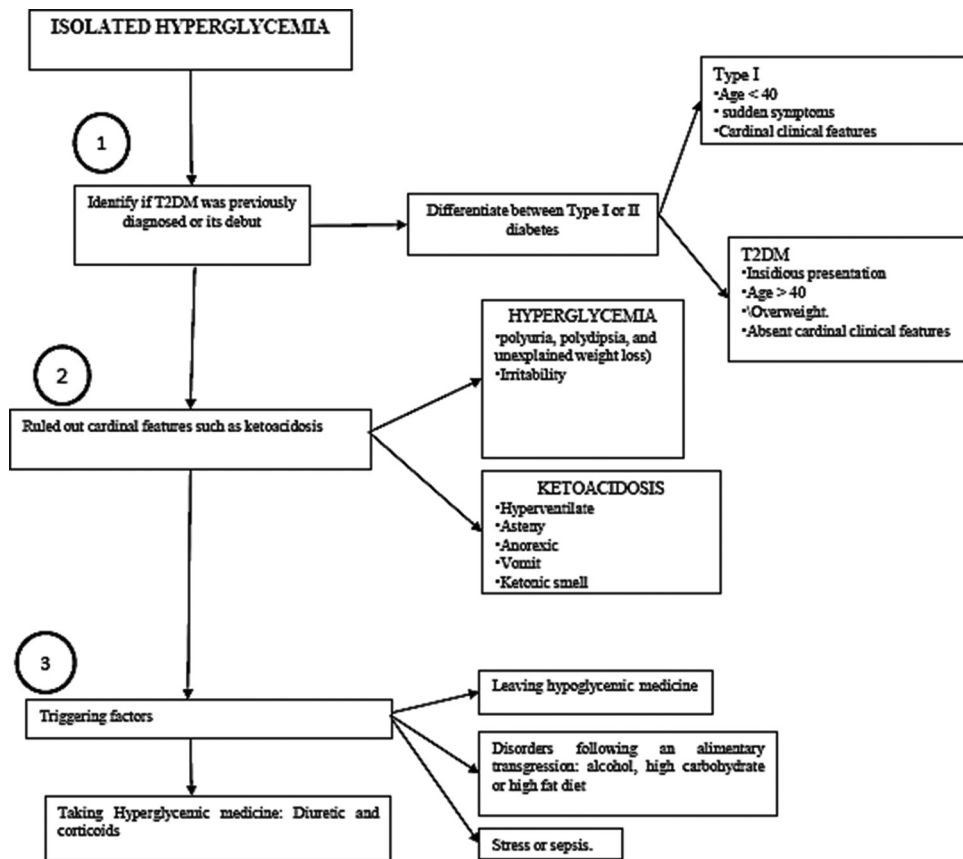 ISOLATED HYPERGLYCEMIA
1
Identify if T2DM was previously
diagnosed or its debut
Differentiate between Type I or II
diabetes
Type I
•Age < 40
• sudden symptoms
•Cardinal clinical features
T2DM
•Insidious presentation
•Age > 40
•\Overweight.
•Absent cardinal clinical features
2
Ruled out cardinal features such as ketoacidosis
HYPERGLYCEMIA
•polyuria, polydipsia, and
unexplained weight loss)
•Irritability
KETOACIDOSIS
•Hyperventilate
•Asteny
•Anorexic
•Vomit
•Ketonic smell
3
Triggering factors
Leaving hypoglycemic medicine
Disorders following an alimentary
transgression: alcohol, high carbohydrate
or high fat diet
Stress or sepsis.
Taking Hyperglycemic medicine: Diuretic and
corticoids